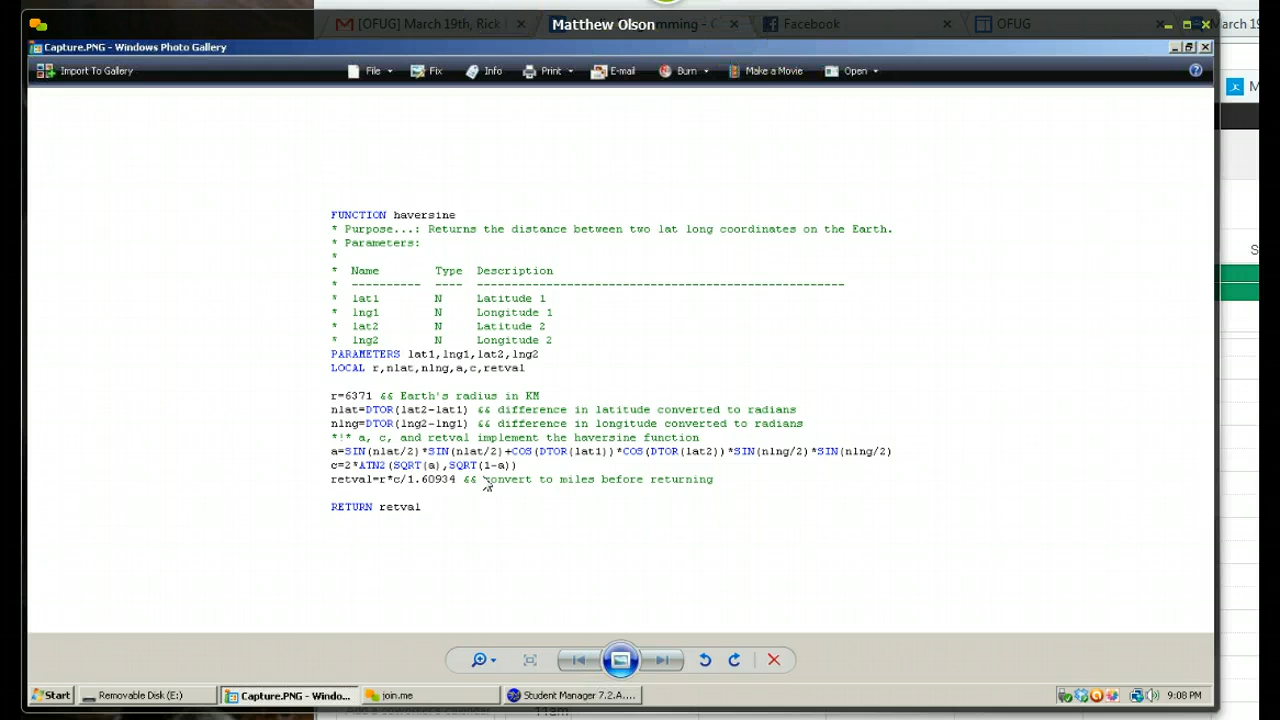 [OFUG] March 19th, Rick
Facebook
OFUG
Matthew Olson
Capture.PNG - Windows Photo Gallery
Import To Gallery File Fix Info Print E-mail Burn Make a Movie Open
FUNCTION haversine
* Purpose...: Returns the distance between two lat long coordinates on the Earth.
* Parameters:
*
* Name Type Description
* ---------- ---- -----------------------------------------------------
* lat1 N Latitude 1
* lng1 N Longitude 1
* lat2 N Latitude 2
* lng2 N Longitude 2
PARAMETERS lat1,lng1,lat2,lng2
LOCAL r,nlat,nlng,a,c,retval
r=6371 && Earth's radius in KM
nlat=DTOR(lat2-lat1) && difference in latitude converted to radians
nlng=DTOR(lng2-lng1) && difference in longitude converted to radians
*!* a, c, and retval implement the haversine function
a=SIN(nlat/2)*SIN(nlat/2)+COS(DTOR(lat1))*COS(DTOR(lat2))*SIN(nlng/2)*SIN(nlng/2)
c=2*ATN2(SQRT(a),SQRT(1-a))
retval=r*c/1.60934 && convert to miles before returning
RETURN retval
Start Removable Disk (E:) Capture.PNG - Windo... join.me Student Manager 7.2.A.... 9:08 PM
11am